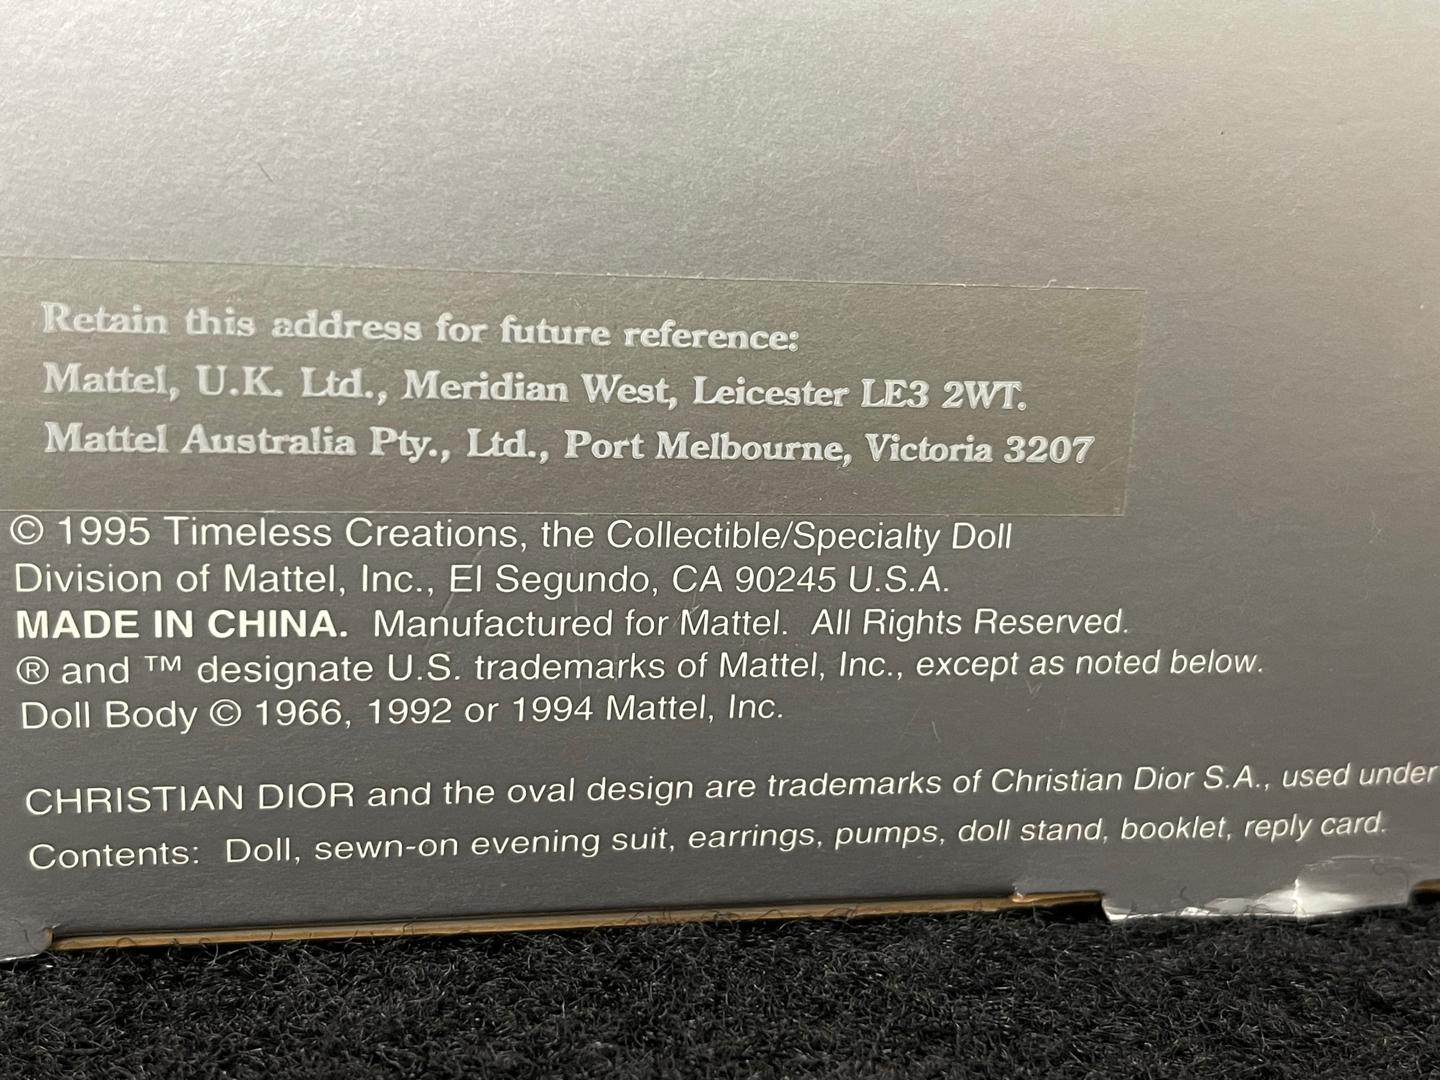 Retain this address for future reference:
Mattel, U.K. Ltd., Meridian West, Leicester LE3 2WT.
Mattel Australia Pty., Ltd., Port Melbourne, Victoria 3207
© 1995 Timeless Creations, the Collectible/Specialty Doll
Division of Mattel, Inc., El Segundo, CA 90245 U.S.A.
MADE IN CHINA.  Manufactured for Mattel.  All Rights Reserved.
® and ™ designate U.S. trademarks of Mattel, Inc., except as noted below.
Doll Body © 1966, 1992 or 1994 Mattel, Inc.
CHRISTIAN DIOR and the oval design are trademarks of Christian Dior S.A., used under
Contents:  Doll, sewn-on evening suit, earrings, pumps, doll stand, booklet, reply card.